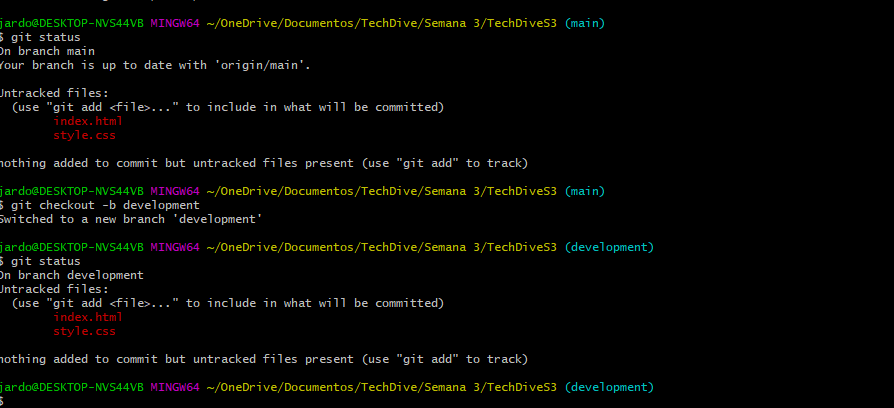 jardo@DESKTOP-NVS44VB MINGW64 ~/OneDrive/Documentos/TechDive/Semana 3/TechDiveS3 (main)
$ git status
On branch main
Your branch is up to date with 'origin/main'.
Untracked files:
(use "git add <file>..." to include in what will be committed)
index.html
style.css
nothing added to commit but untracked files present (use "git add" to track)
jardo@DESKTOP-NVS44VB MINGW64 ~/OneDrive/Documentos/TechDive/Semana 3/TechDiveS3 (main)
$ git checkout -b development
Switched to a new branch 'development'
jardo@DESKTOP-NVS44VB MINGW64 ~/OneDrive/Documentos/TechDive/Semana 3/TechDiveS3 (development)
$ git status
On branch development
Untracked files:
(use "git add <file>..." to include in what will be committed)
index.html
style.css
nothing added to commit but untracked files present (use "git add" to track)
jardo@DESKTOP-NVS44VB MINGW64 ~/OneDrive/Documentos/TechDive/Semana 3/TechDiveS3 (development)
$